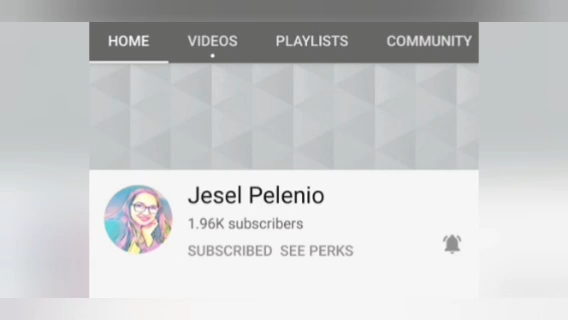 HOME VIDEOS PLAYLISTS COMMUNITY
Jesel Pelenio
1.96K subscribers
SUBSCRIBED SEE PERKS